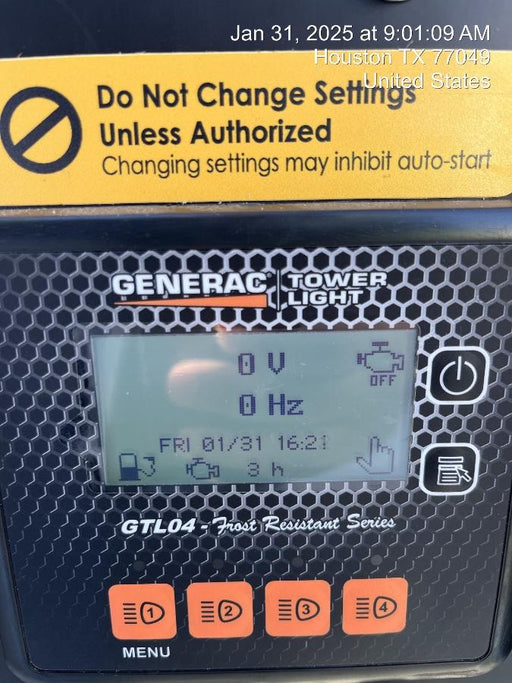 Jan 31, 2025 at 9:01:09 AM
Houston TX 77049
United States
Do Not Change Settings
Unless Authorized
Changing settings may inhibit auto-start
GENERAC TOWER
LIGHT
0 V
OFF
0 Hz
FRI 01/31 16:21
3 h
GTL04 - Frost Resistant Series
1 2 3 4
MENU